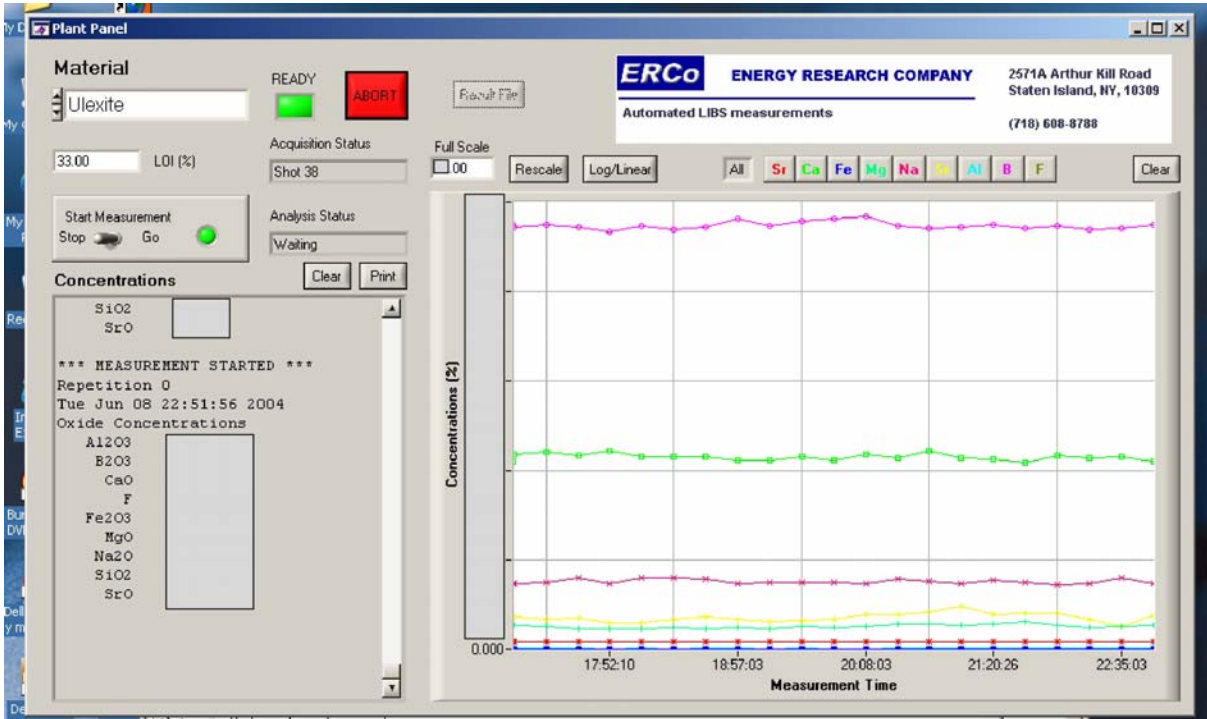 Plant Panel
Material
Ulexite
READY
ABORT
Result File
ERCo
ENERGY RESEARCH COMPANY
2571A Arthur Kill Road
Staten Island, NY, 10309
Automated LIBS measurements
(718) 608-8788
33.00
LOI (%)
Acquisition Status
Shot 38
Full Scale
.00
Rescale
Log/Linear
All
Sr
Ca
Fe
Mg
Na
Si
Al
B
F
Clear
Start Measurement
Stop
Go
Analysis Status
Waiting
Concentrations
Clear
Print
SiO2
SrO
*** MEASUREMENT STARTED ***
Repetition 0
Tue Jun 08 22:51:56 2004
Oxide Concentrations
Al2O3
B2O3
CaO
F
Fe2O3
MgO
Na2O
SiO2
SrO
Concentrations (%)
0.000
17:52:10
18:57:03
20:08:03
21:20:26
22:35:03
Measurement Time